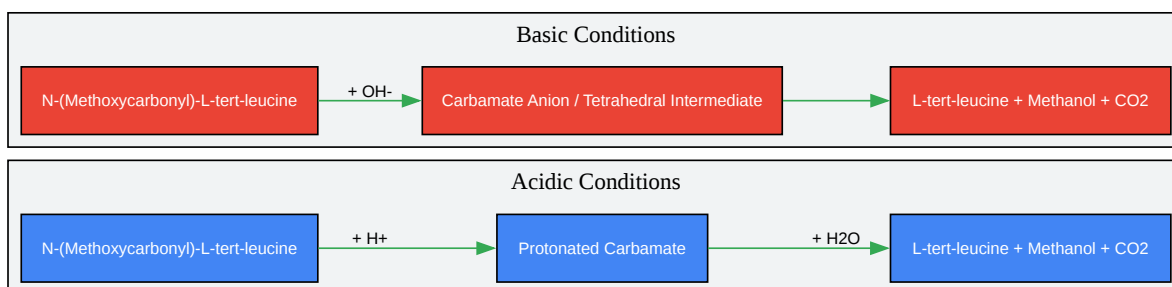 Basic Conditions
N-(Methoxycarbonyl)-L-tert-leucine
+ OH-
Carbamate Anion / Tetrahedral Intermediate
L-tert-leucine + Methanol + CO2
Acidic Conditions
N-(Methoxycarbonyl)-L-tert-leucine
+ H+
Protonated Carbamate
+ H2O
L-tert-leucine + Methanol + CO2